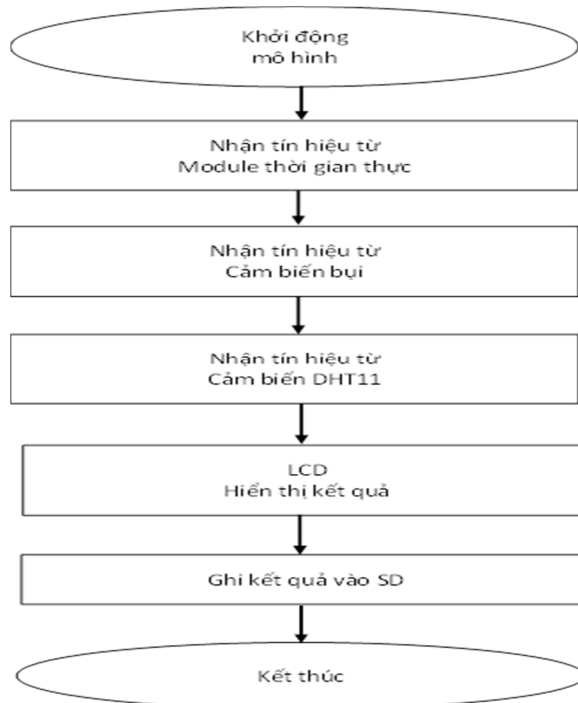 Khởi động
mô hình
Nhận tín hiệu từ
Module thời gian thực
Nhận tín hiệu từ
Cảm biến bụi
Nhận tín hiệu từ
Cảm biến DHT11
LCD
Hiển thị kết quả
Ghi kết quả vào SD
Kết thúc